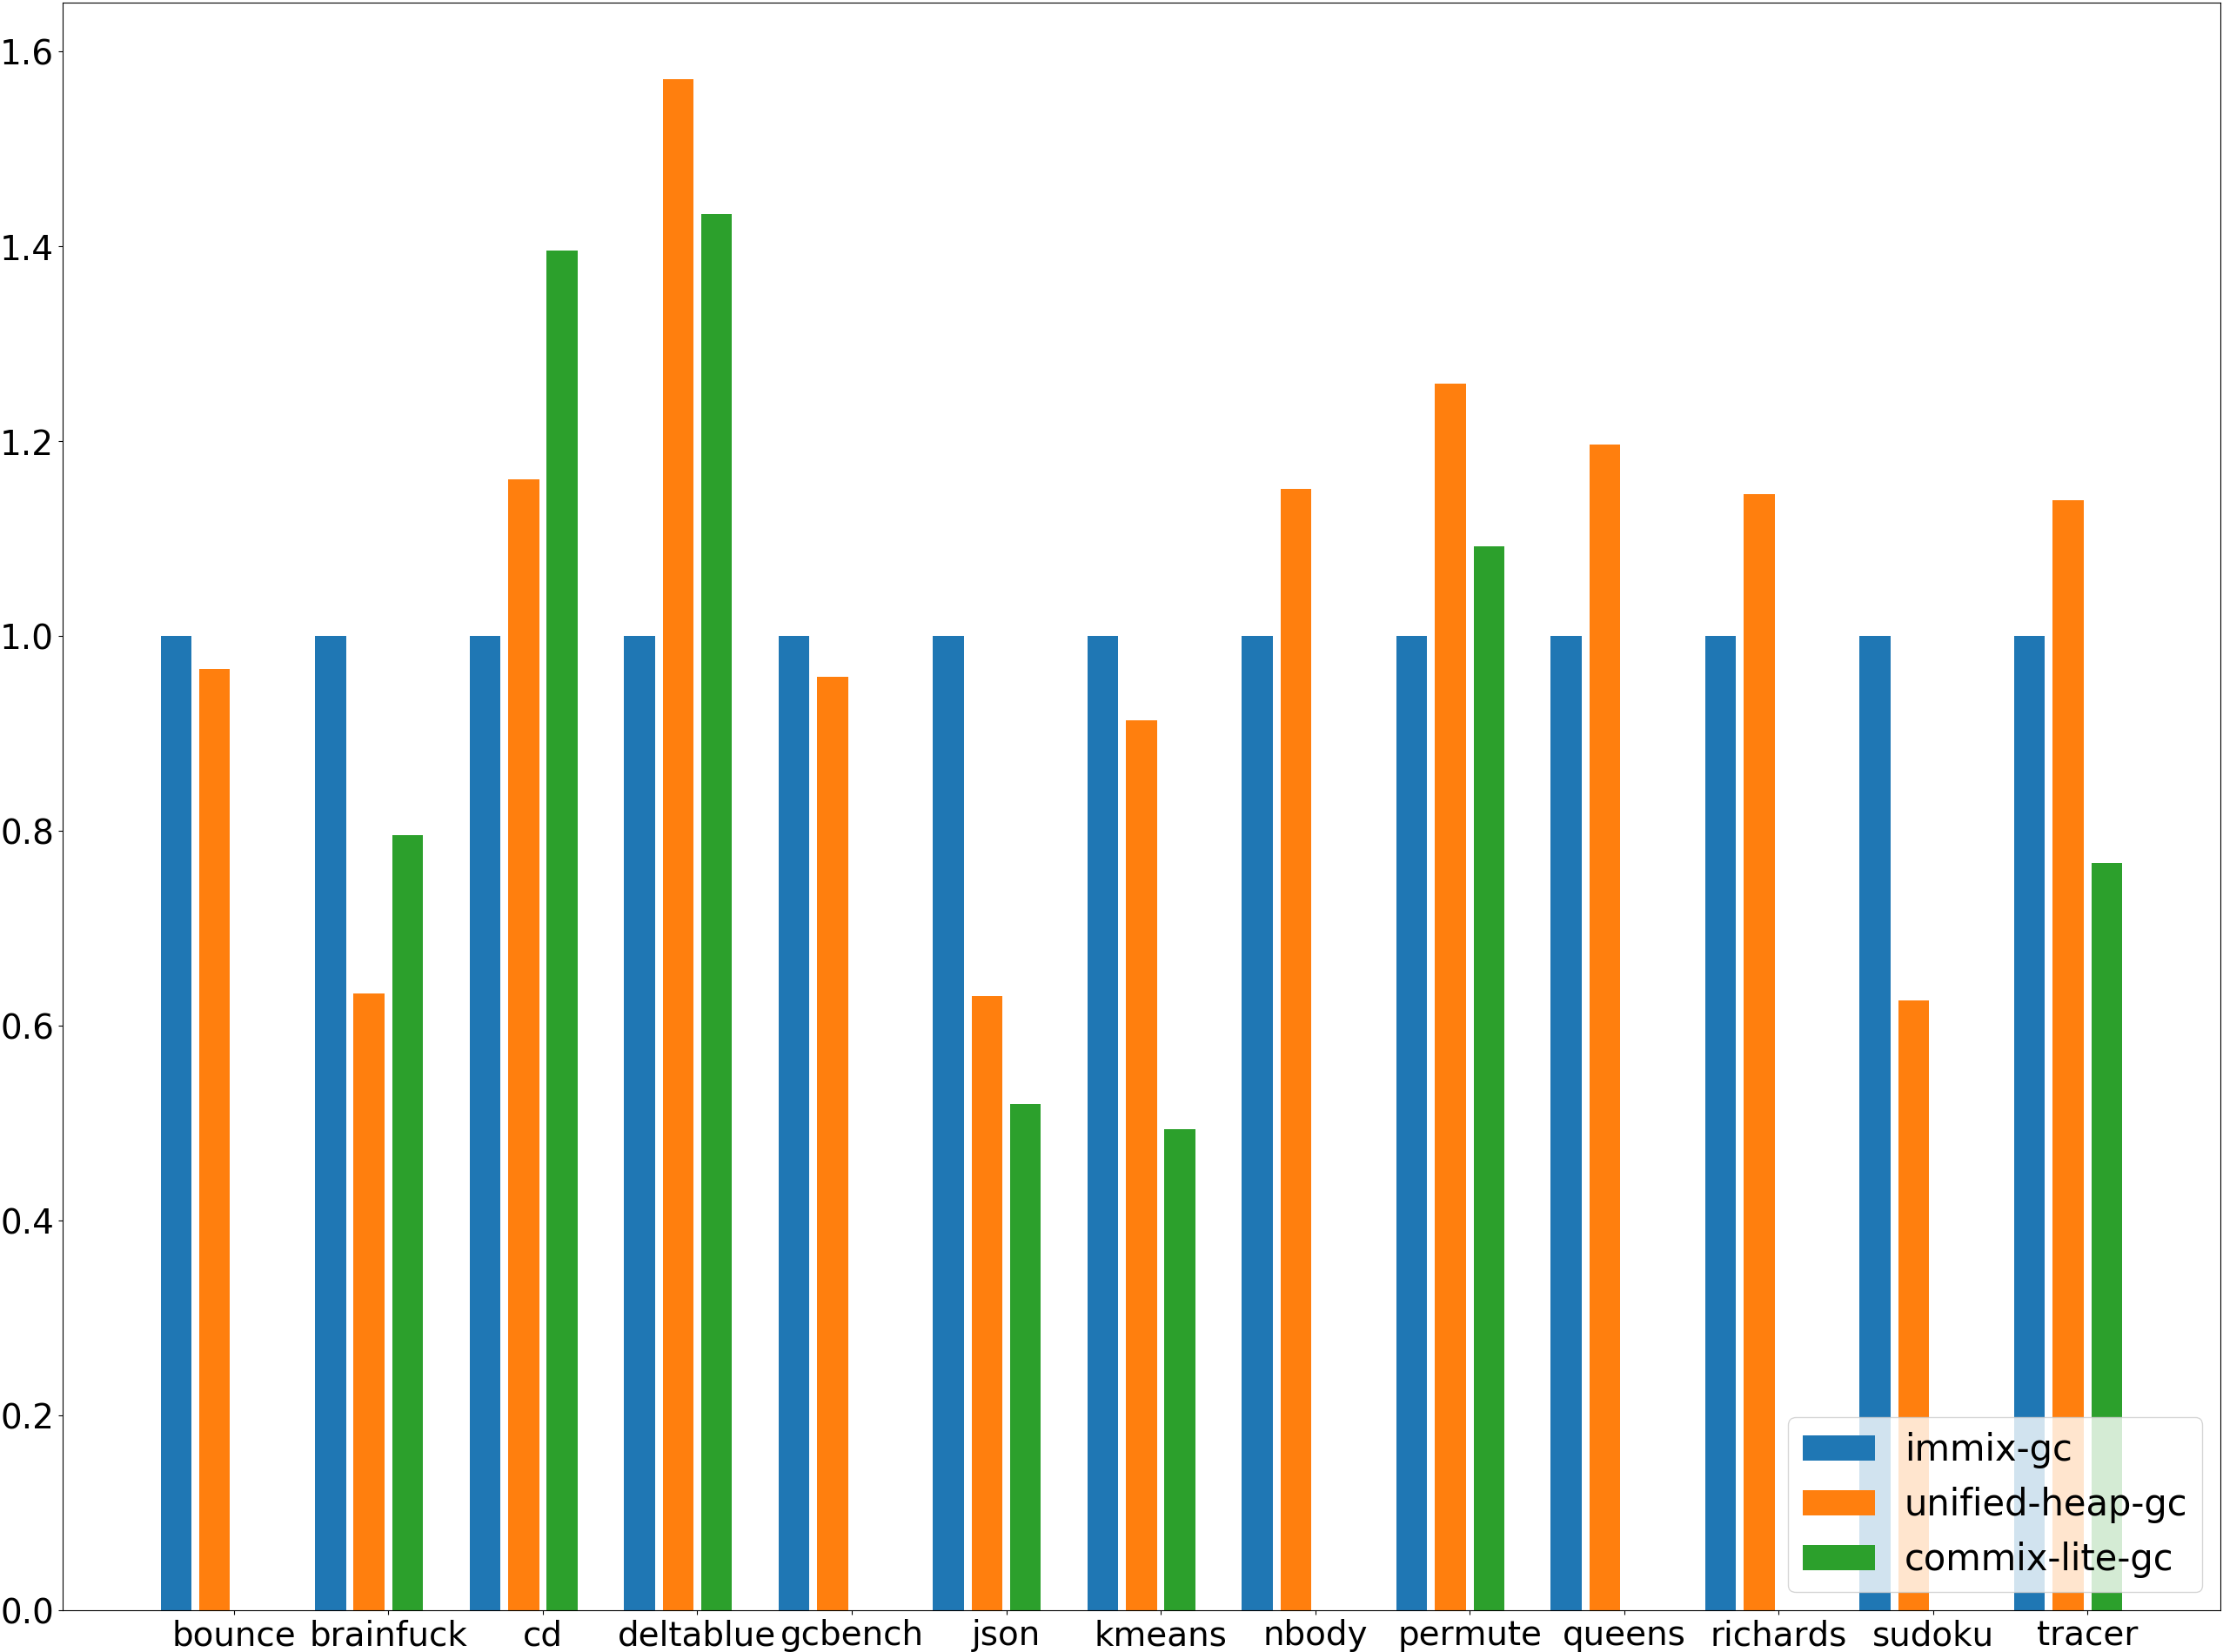 1.6
1.4
1.2
1.0
0.8
0.6
0.4
0.2
0.0
bounce brainfuck cd deltablue gcbench json kmeans nbody permute queens richards sudoku tracer
immix-gc
unified-heap-gc
commix-lite-gc